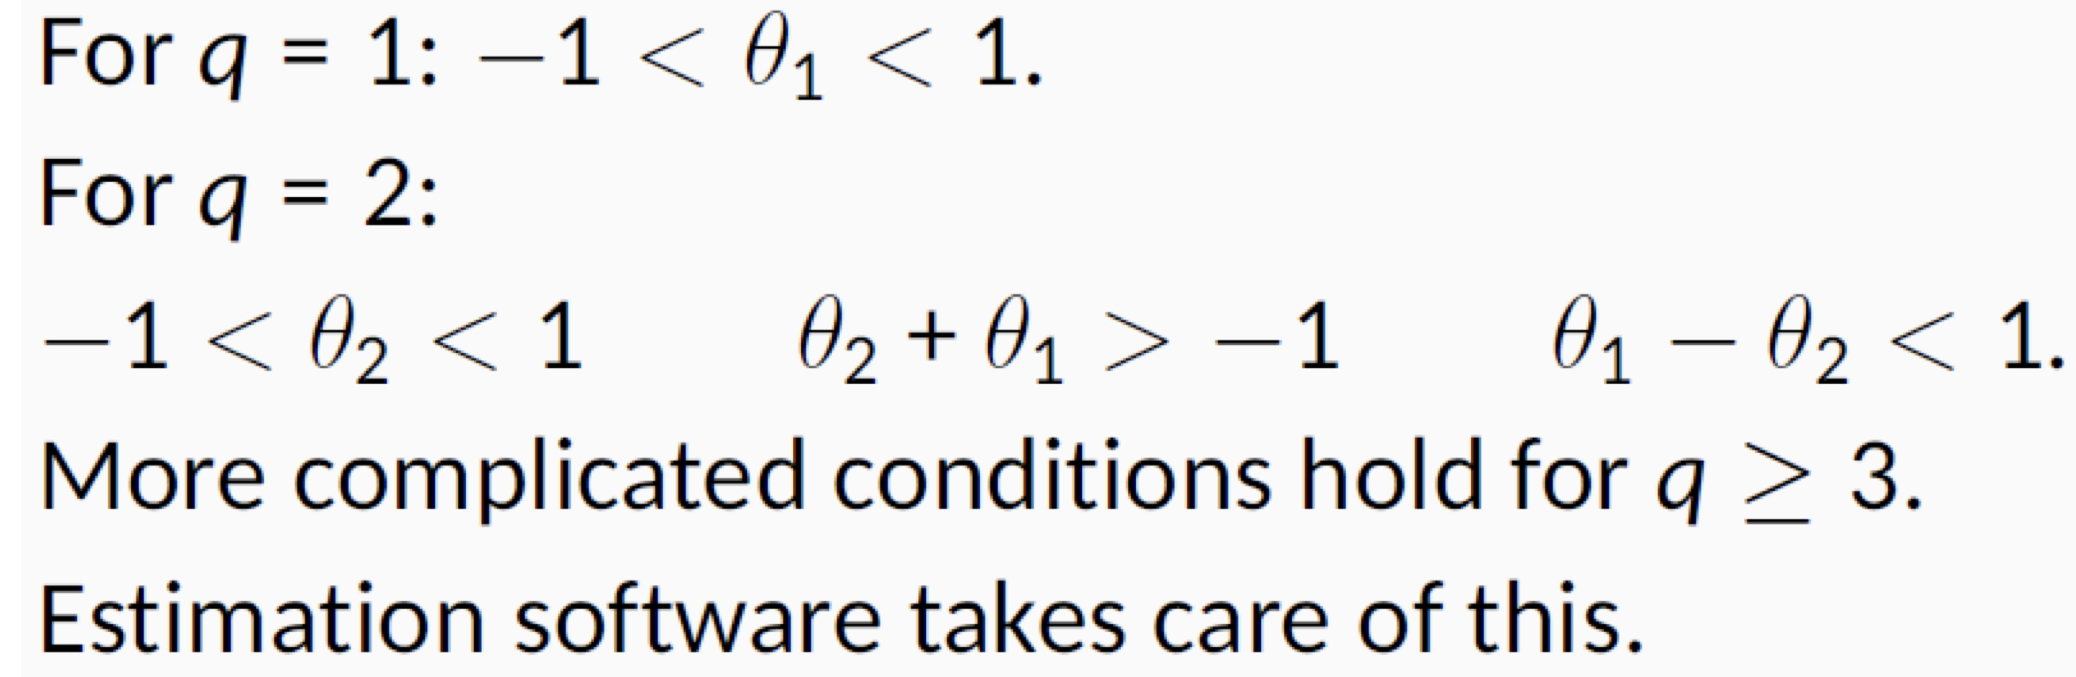 For q = 1: −1 < θ₁ < 1.
For q = 2:
−1 < θ₂ < 1 θ₂ + θ₁ > −1 θ₁ − θ₂ < 1.
More complicated conditions hold for q ≥ 3.
Estimation software takes care of this.